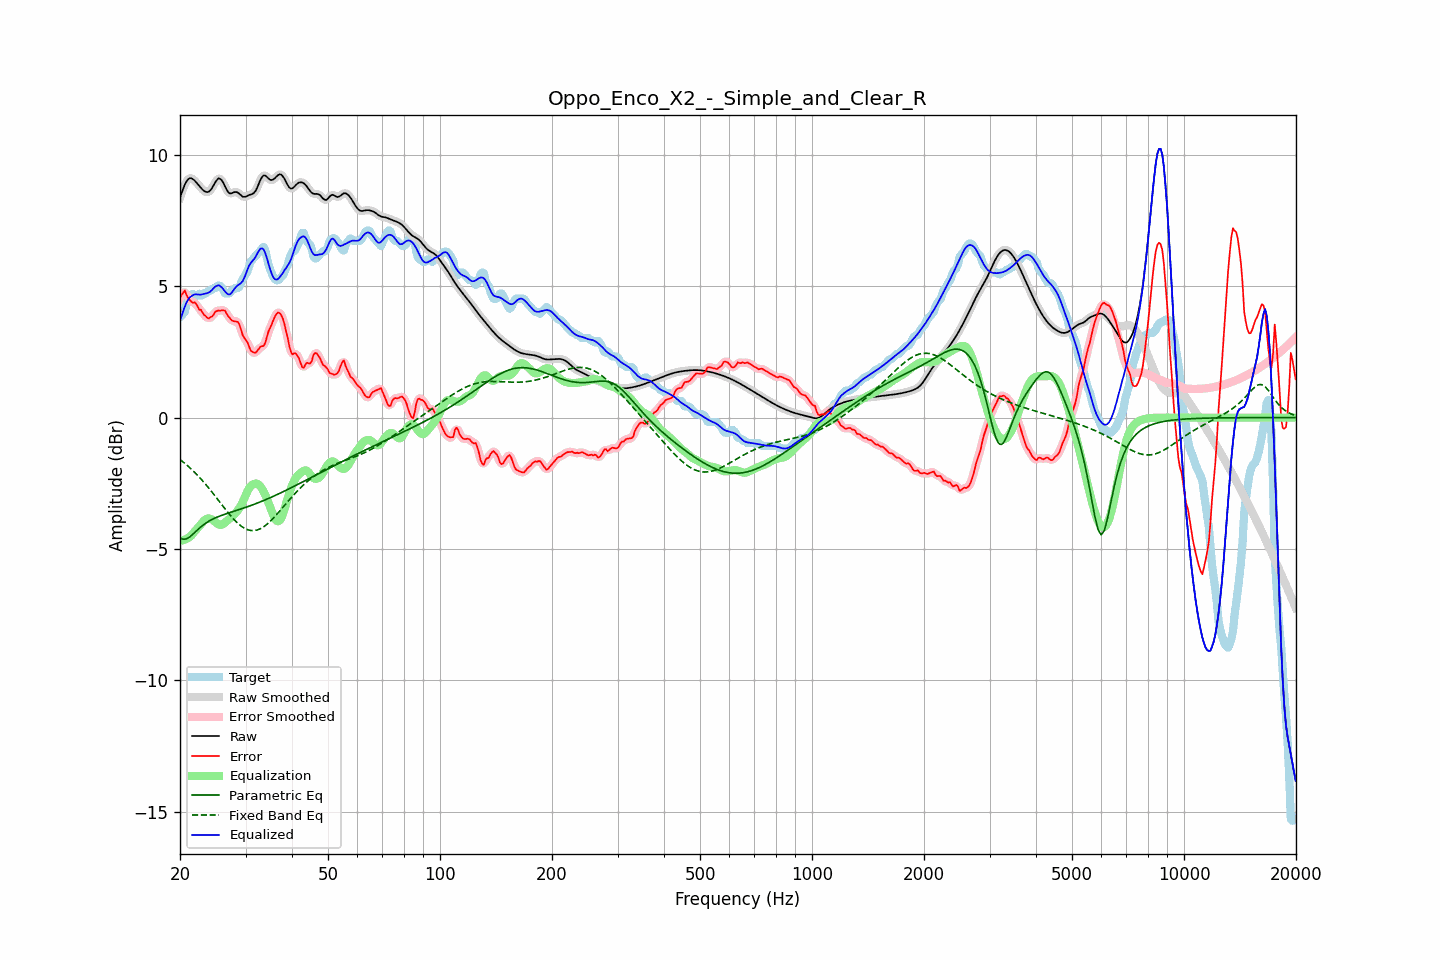 Oppo_Enco_X2_-_Simple_and_Clear_R
Amplitude (dBr)
10
5
0
−5
−10
−15
Target
Raw Smoothed
Error Smoothed
Raw
Error
Equalization
Parametric Eq
Fixed Band Eq
Equalized
20 50 100 200 500 1000 2000 5000 10000 20000
Frequency (Hz)